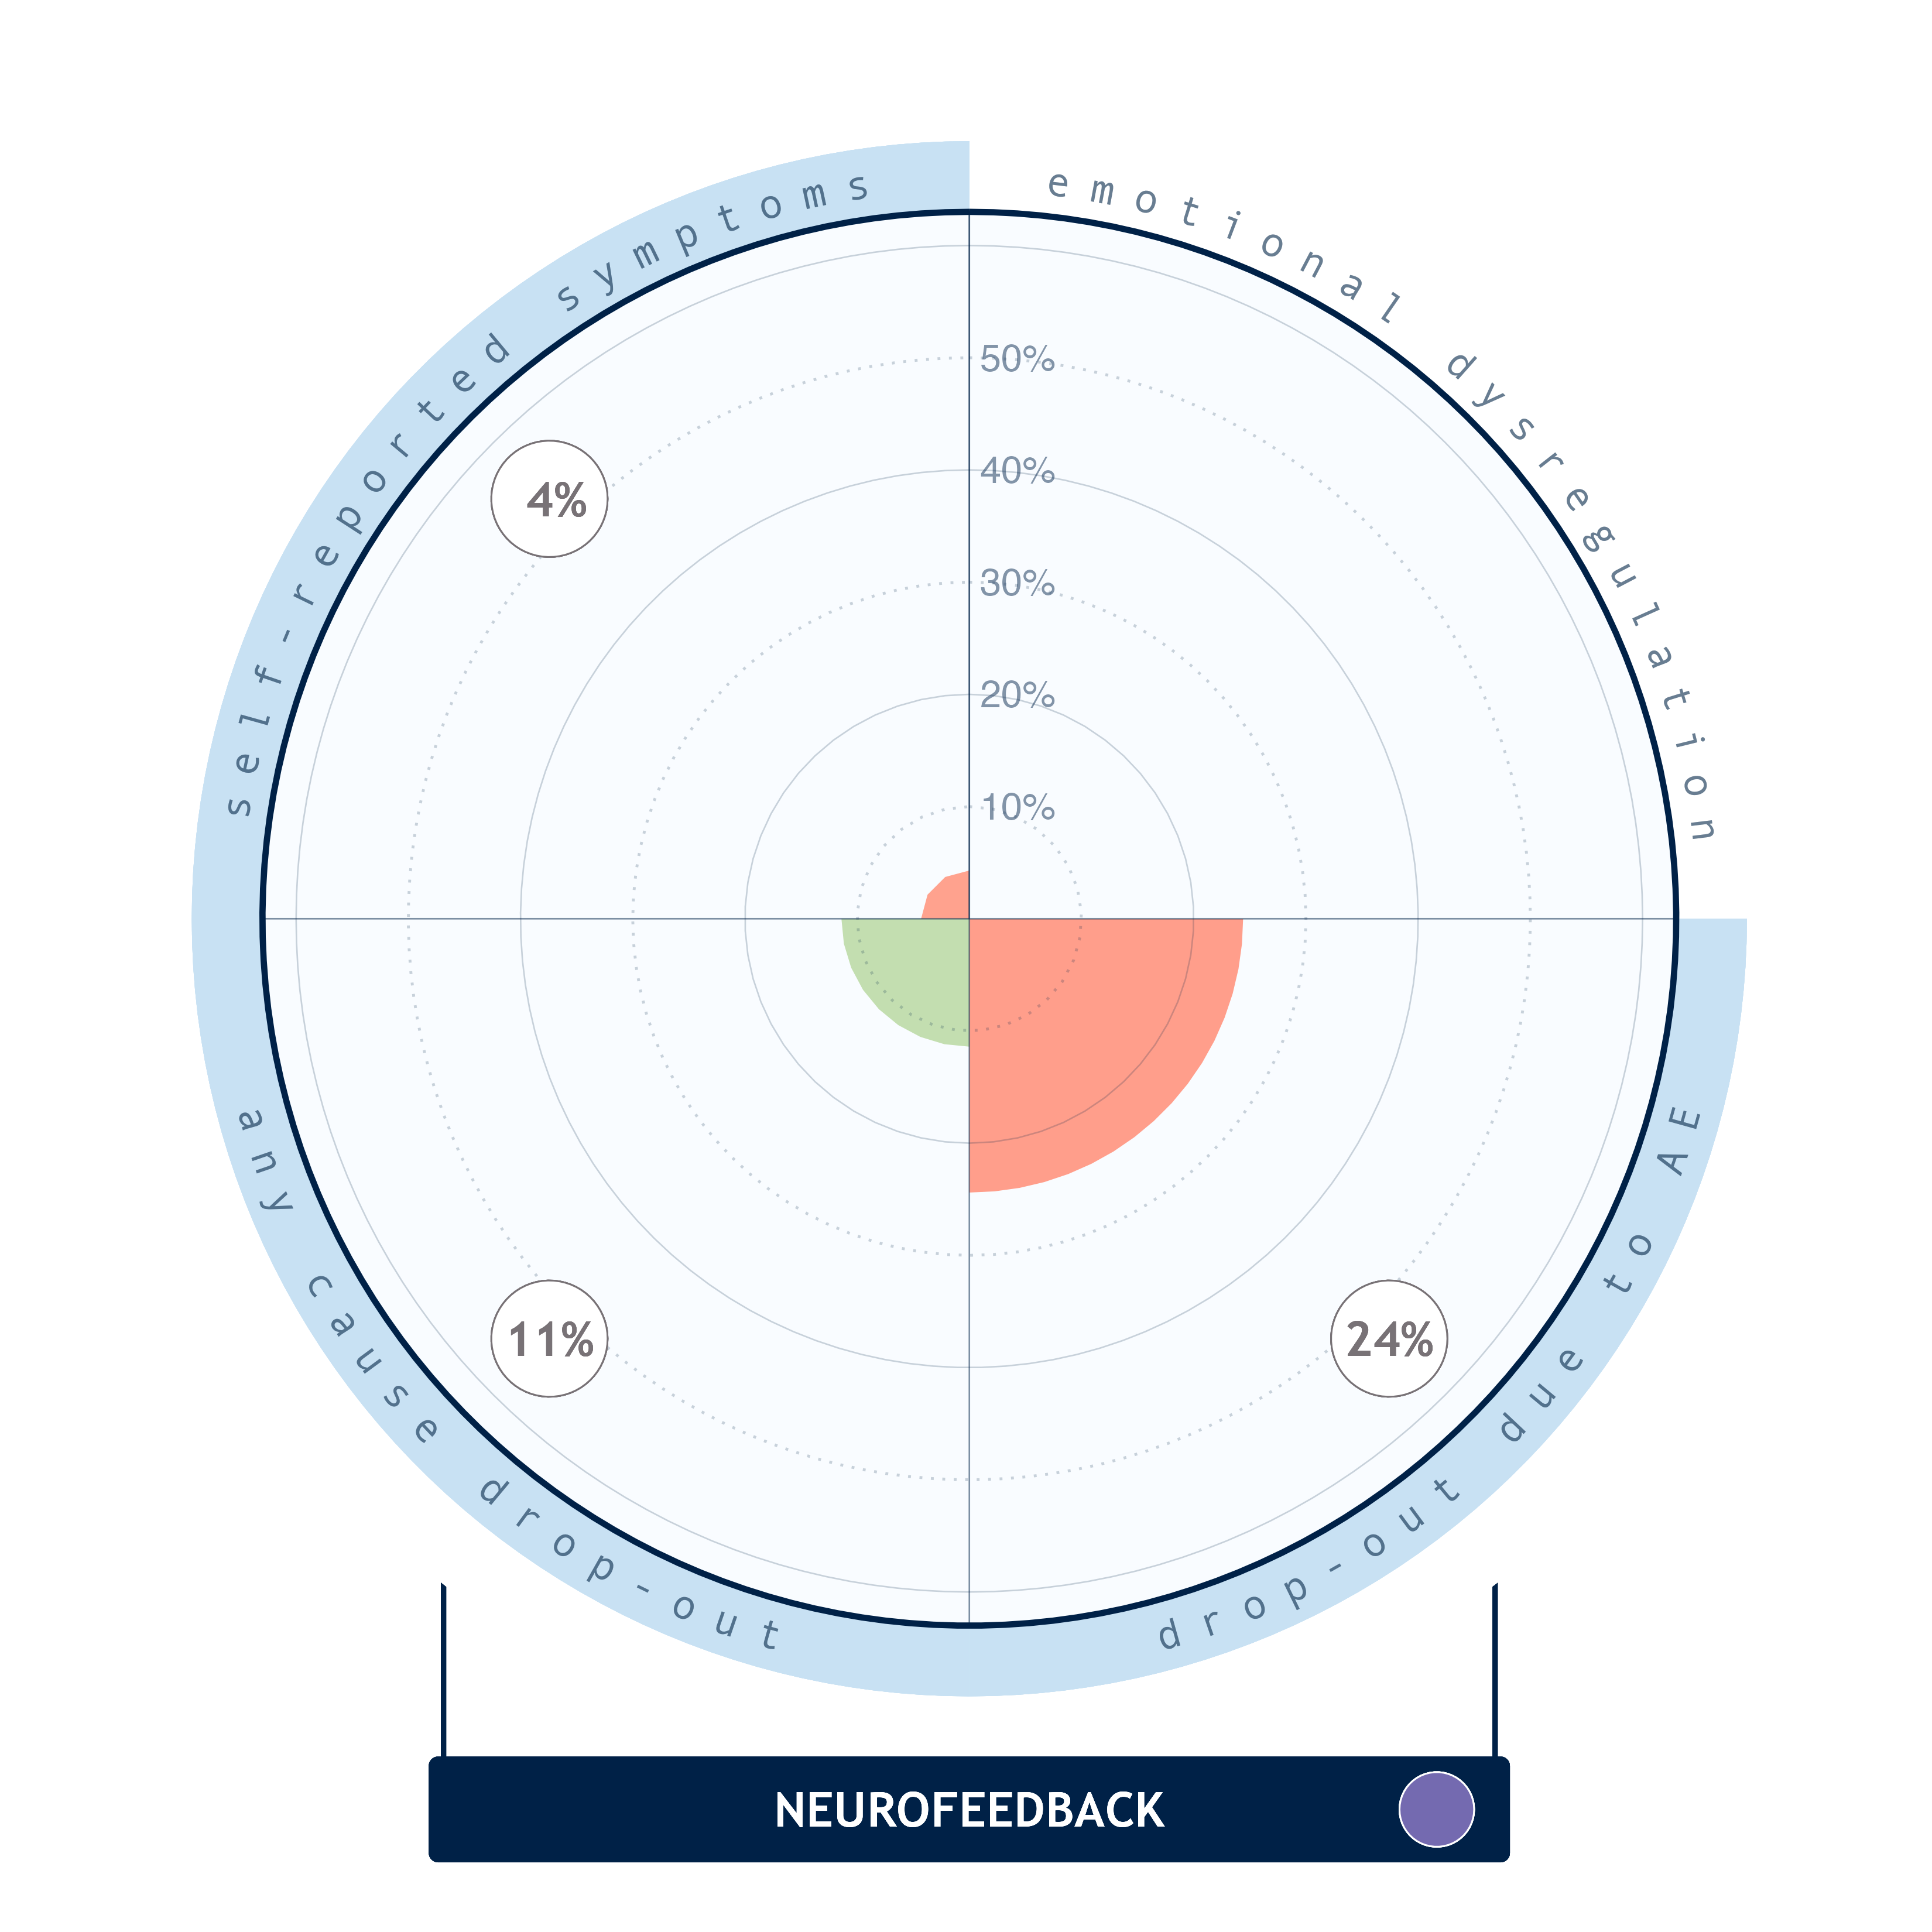 self-reported symptoms
emotional dysregulation
50%
40%
4%
30%
20%
10%
11%
24%
any cause drop-out
drop-out due to AE
NEUROFEEDBACK